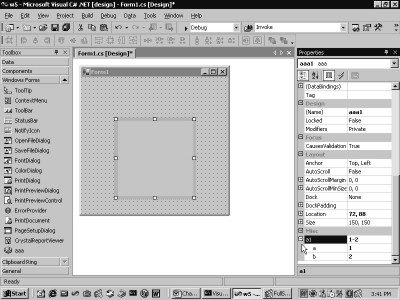 w5 - Microsoft Visual C# .NET [design] - Form1.cs [Design]*
File Edit View Project Build Debug Data Tools Window Help
Debug
Invoke
Toolbox
Form1.cs [Design]*
Properties
Data
Components
Windows Forms
ToolTip
ContextMenu
ToolBar
StatusBar
NotifyIcon
OpenFileDialog
SaveFileDialog
FontDialog
ColorDialog
PrintDialog
PrintPreviewDialog
PrintPreviewControl
ErrorProvider
PrintDocument
PageSetupDialog
CrystalReportViewer
aaa
Clipboard Ring
General
Form1
aaa1 aaa
(DataBindings)
Tag
Design
(Name) aaa1
Locked False
Modifiers Private
Focus
CausesValidation True
Layout
Anchor Top, Left
AutoScroll False
AutoScrollMargin 0, 0
AutoScrollMinSize 0, 0
Dock None
DockPadding
Location 72, 88
Size 150, 150
Misc
a1 1-2
a 1
b 2
a1
Ready
Start
Cha...
Visu...
w5 -...
FullS...
3:41 PM